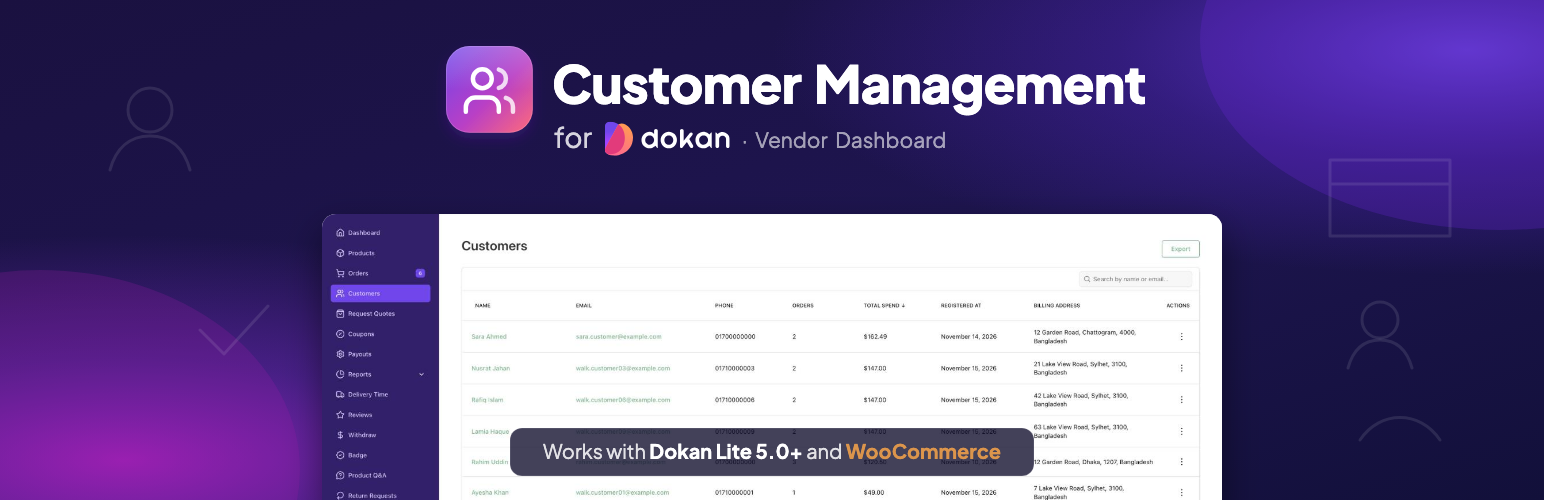 Customer Management
for dokan · Vendor Dashboard
Dashboard
Products
Orders 8
Customers
Request Quotes
Coupons
Payouts
Reports
Delivery Time
Reviews
Withdraw
Badge
Product Q&A
Return Requests
Customers
Export
Search by name or email...
NAME EMAIL PHONE ORDERS TOTAL SPEND ↓ REGISTERED AT BILLING ADDRESS ACTIONS
Sara Ahmed sara.customer@example.com 01700000000 2 $162.49 November 14, 2026 12 Garden Road, Chattogram, 4000,
Bangladesh
Nusrat Jahan walk.customer03@example.com 01710000003 2 $147.00 November 15, 2026 21 Lake View Road, Sylhet, 3100,
Bangladesh
Rafiq Islam walk.customer06@example.com 01710000006 2 $147.00 November 15, 2026 42 Lake View Road, Sylhet, 3100,
Bangladesh
Lamia Haque 63 Lake View Road, Sylhet, 3100,
Bangladesh
Rahim Uddin 12 Garden Road, Dhaka, 1207, Bangladesh
Works with Dokan Lite 5.0+ and WooCommerce
Ayesha Khan walk.customer01@example.com 01710000001 1 $49.00 November 15, 2026 7 Lake View Road, Sylhet, 3100,
Bangladesh